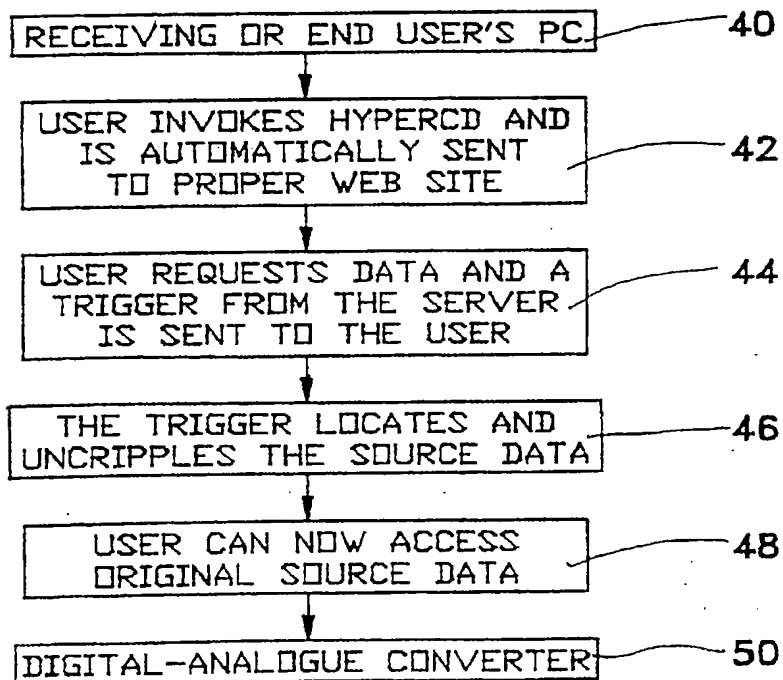 RECEIVING OR END USER'S PC
40
USER INVOKES HYPERCD AND
IS AUTOMATICALLY SENT
TO PROPER WEB SITE
42
USER REQUESTS DATA AND A
TRIGGER FROM THE SERVER
IS SENT TO THE USER
44
THE TRIGGER LOCATES AND
UNCRIPPLES THE SOURCE DATA
46
USER CAN NOW ACCESS
ORIGINAL SOURCE DATA
48
DIGITAL-ANALOGUE CONVERTER
50